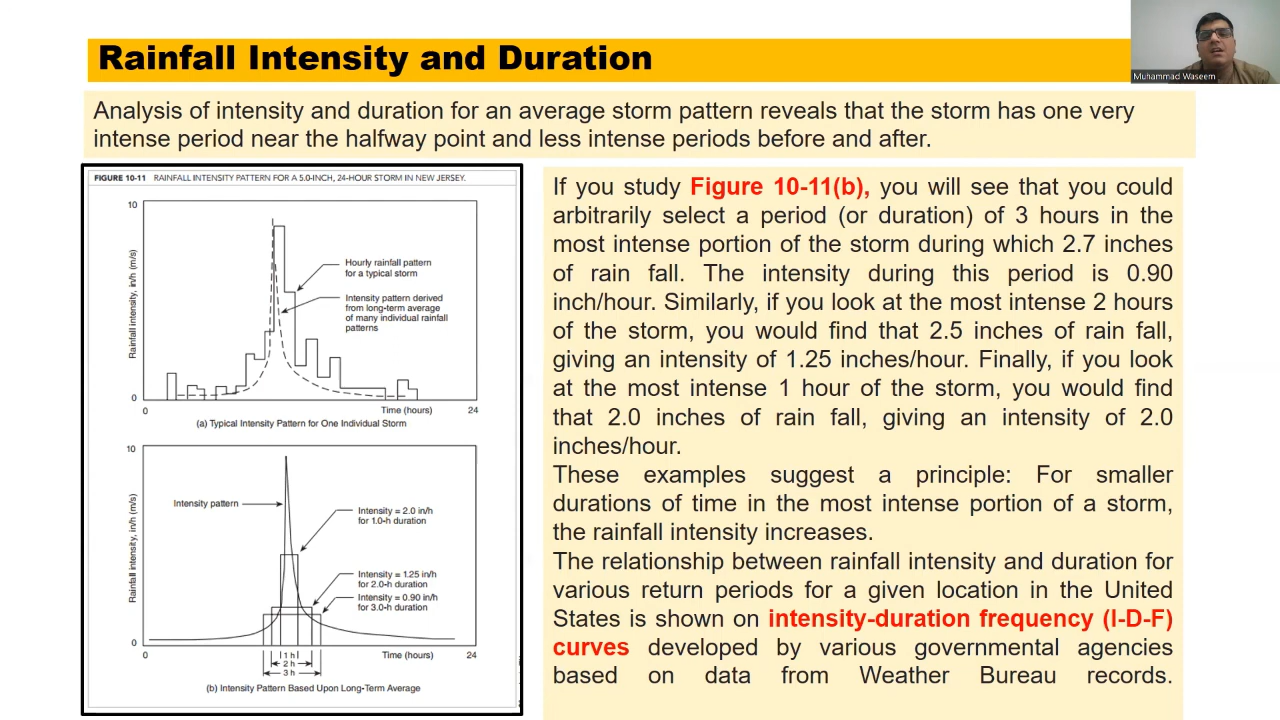 Rainfall Intensity and Duration
Muhammad Waseem
Analysis of intensity and duration for an average storm pattern reveals that the storm has one very
intense period near the halfway point and less intense periods before and after.
FIGURE 10-11 RAINFALL INTENSITY PATTERN FOR A 5.0-INCH, 24-HOUR STORM IN NEW JERSEY.
10
Rainfall intensity, in/h (m/s)
Hourly rainfall pattern
for a typical storm
Intensity pattern derived
from long-term average
of many individual rainfall
patterns
0
0
Time (hours)
24
(a) Typical Intensity Pattern for One Individual Storm
10
Rainfall intensity, in/h (m/s)
Intensity pattern
Intensity = 2.0 in/h
for 1.0-h duration
Intensity = 1.25 in/h
for 2.0-h duration
Intensity = 0.90 in/h
for 3.0-h duration
0
0
1 h
2 h
3 h
Time (hours)
24
(b) Intensity Pattern Based Upon Long-Term Average
If you study Figure 10-11(b), you will see that you could
arbitrarily select a period (or duration) of 3 hours in the
most intense portion of the storm during which 2.7 inches
of rain fall. The intensity during this period is 0.90
inch/hour. Similarly, if you look at the most intense 2 hours
of the storm, you would find that 2.5 inches of rain fall,
giving an intensity of 1.25 inches/hour. Finally, if you look
at the most intense 1 hour of the storm, you would find
that 2.0 inches of rain fall, giving an intensity of 2.0
inches/hour.
These examples suggest a principle: For smaller
durations of time in the most intense portion of a storm,
the rainfall intensity increases.
The relationship between rainfall intensity and duration for
various return periods for a given location in the United
States is shown on intensity-duration frequency (I-D-F)
curves developed by various governmental agencies
based on data from Weather Bureau records.